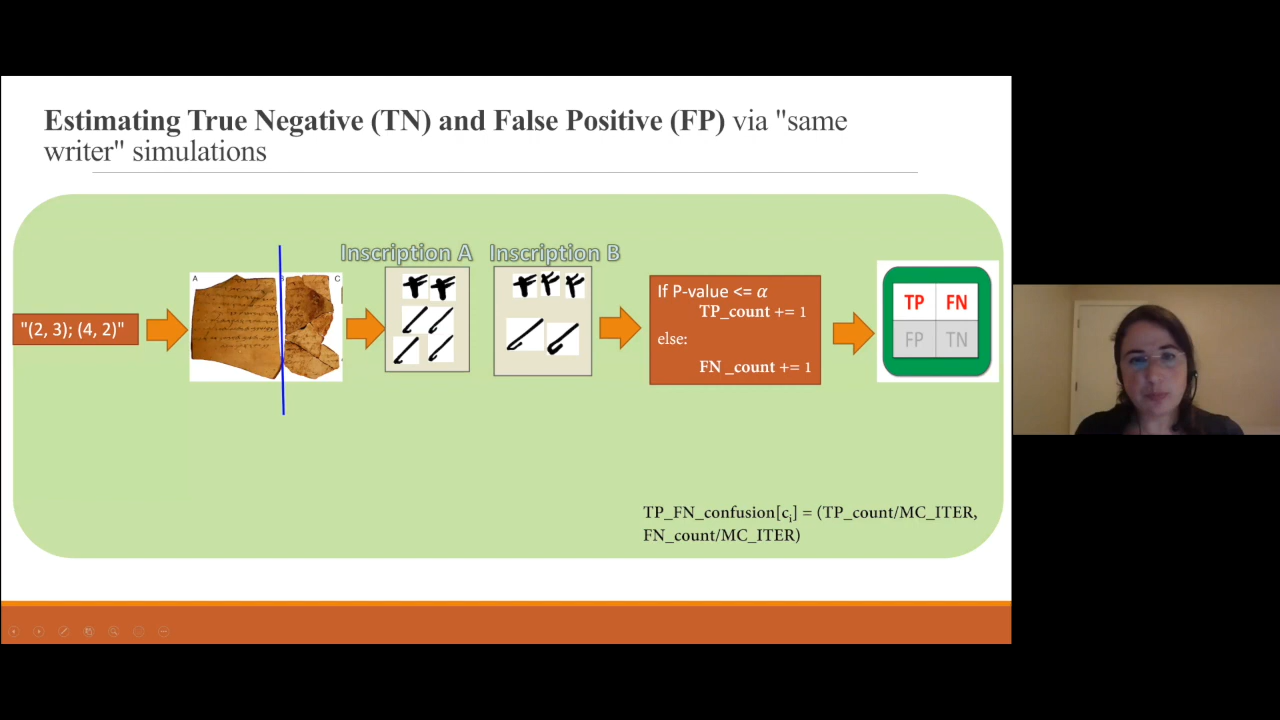 Estimating True Negative (TN) and False Positive (FP) via "same
writer" simulations
Inscription A
Inscription B
"(2, 3); (4, 2)"
A
B
C
If P-value <= α
TP_count += 1
else:
FN _count += 1
TP FN
FP TN
TP_FN_confusion[cᵢ] = (TP_count/MC_ITER,
FN_count/MC_ITER)